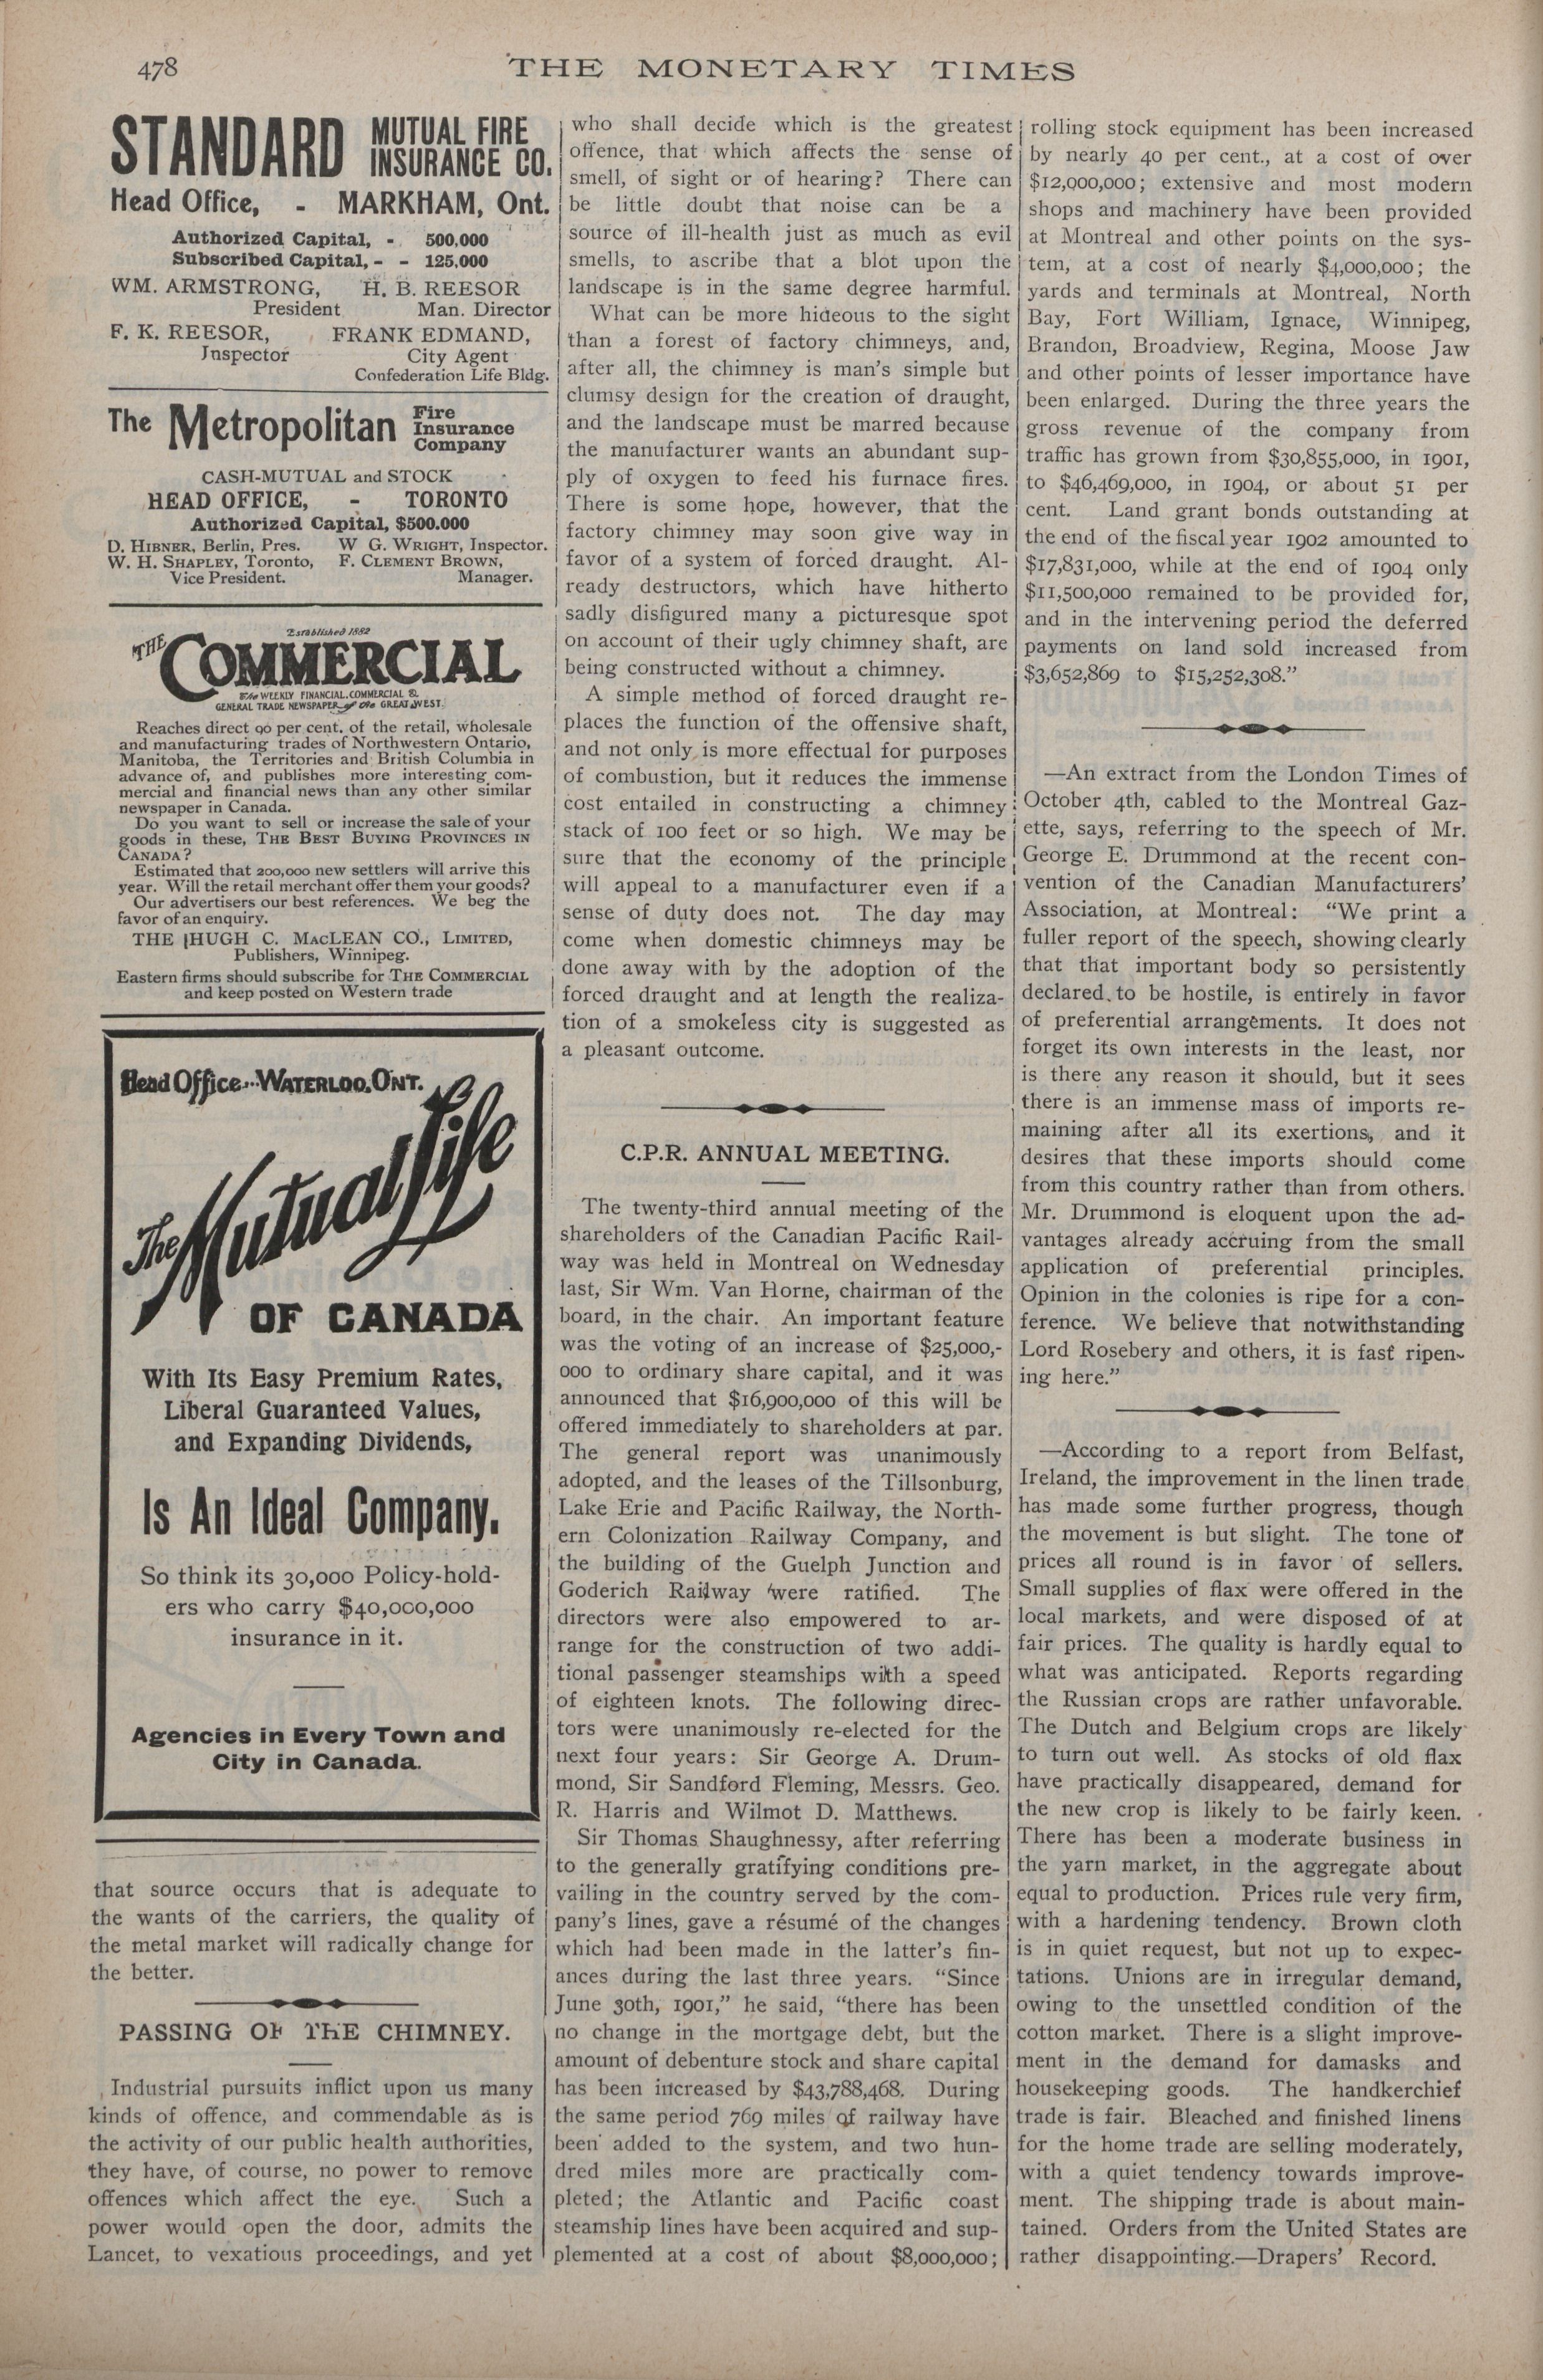 478
THE MONETARY TIMES
STANDARD MUTUAL FIRE
INSURANCE CO.
Head Office, - MARKHAM, Ont.
Authorized Capital, - 500,000
Subscribed Capital, - - 125,000
WM. ARMSTRONG, H. B. REESOR
President Man. Director
F. K. REESOR, FRANK EDMAND,
Inspector City Agent
Confederation Life Bldg.
The Metropolitan Fire
Insurance
Company
CASH-MUTUAL and STOCK
HEAD OFFICE, - TORONTO
Authorized Capital, $500.000
D. HIBNER, Berlin, Pres. W G. WRIGHT, Inspector.
W. H. SHAPLEY, Toronto, F. CLEMENT BROWN,
Vice President. Manager.
Established 1882
THE COMMERCIAL
The WEEKLY FINANCIAL, COMMERCIAL &
GENERAL TRADE NEWSPAPER of the GREAT WEST.
Reaches direct 90 per cent. of the retail, wholesale
and manufacturing trades of Northwestern Ontario,
Manitoba, the Territories and British Columbia in
advance of, and publishes more interesting com-
mercial and financial news than any other similar
newspaper in Canada.
Do you want to sell or increase the sale of your
goods in these, THE BEST BUYING PROVINCES IN
CANADA?
Estimated that 200,000 new settlers will arrive this
year. Will the retail merchant offer them your goods?
Our advertisers our best references. We beg the
favor of an enquiry.
THE HUGH C. MACLEAN CO., LIMITED,
Publishers, Winnipeg.
Eastern firms should subscribe for THE COMMERCIAL
and keep posted on Western trade
Head Office... WATERLOO, ONT.
The Mutual Life
OF CANADA
With Its Easy Premium Rates,
Liberal Guaranteed Values,
and Expanding Dividends,
Is An Ideal Company.
So think its 30,000 Policy-hold-
ers who carry $40,000,000
insurance in it.
Agencies in Every Town and
City in Canada.
that source occurs that is adequate to
the wants of the carriers, the quality of
the metal market will radically change for
the better.
PASSING OF THE CHIMNEY.
Industrial pursuits inflict upon us many
kinds of offence, and commendable as is
the activity of our public health authorities,
they have, of course, no power to remove
offences which affect the eye. Such a
power would open the door, admits the
Lancet, to vexatious proceedings, and yet
who shall decide which is the greatest
offence, that which affects the sense of
smell, of sight or of hearing? There can
be little doubt that noise can be a
source of ill-health just as much as evil
smells, to ascribe that a blot upon the
landscape is in the same degree harmful.
What can be more hideous to the sight
than a forest of factory chimneys, and,
after all, the chimney is man's simple but
clumsy design for the creation of draught,
and the landscape must be marred because
the manufacturer wants an abundant sup-
ply of oxygen to feed his furnace fires.
There is some hope, however, that the
factory chimney may soon give way in
favor of a system of forced draught. Al-
ready destructors, which have hitherto
sadly disfigured many a picturesque spot
on account of their ugly chimney shaft, are
being constructed without a chimney.
A simple method of forced draught re-
places the function of the offensive shaft,
and not only is more effectual for purposes
of combustion, but it reduces the immense
cost entailed in constructing a chimney
stack of 100 feet or so high. We may be
sure that the economy of the principle
will appeal to a manufacturer even if a
sense of duty does not. The day may
come when domestic chimneys may be
done away with by the adoption of the
forced draught and at length the realiza-
tion of a smokeless city is suggested as
a pleasant outcome.
C.P.R. ANNUAL MEETING.
The twenty-third annual meeting of the
shareholders of the Canadian Pacific Rail-
way was held in Montreal on Wednesday
last, Sir Wm. Van Horne, chairman of the
board, in the chair. An important feature
was the voting of an increase of $25,000,-
000 to ordinary share capital, and it was
announced that $16,900,000 of this will be
offered immediately to shareholders at par.
The general report was unanimously
adopted, and the leases of the Tillsonburg,
Lake Erie and Pacific Railway, the North-
ern Colonization Railway Company, and
the building of the Guelph Junction and
Goderich Railway were ratified. The
directors were also empowered to ar-
range for the construction of two addi-
tional passenger steamships with a speed
of eighteen knots. The following direc-
tors were unanimously re-elected for the
next four years: Sir George A. Drum-
mond, Sir Sandford Fleming, Messrs. Geo.
R. Harris and Wilmot D. Matthews.
Sir Thomas Shaughnessy, after referring
to the generally gratifying conditions pre-
vailing in the country served by the com-
pany's lines, gave a résumé of the changes
which had been made in the latter's fin-
ances during the last three years. "Since
June 30th, 1901," he said, "there has been
no change in the mortgage debt, but the
amount of debenture stock and share capital
has been increased by $43,788,468. During
the same period 769 miles of railway have
been added to the system, and two hun-
dred miles more are practically com-
pleted; the Atlantic and Pacific coast
steamship lines have been acquired and sup-
plemented at a cost of about $8,000,000;
rolling stock equipment has been increased
by nearly 40 per cent., at a cost of over
$12,000,000; extensive and most modern
shops and machinery have been provided
at Montreal and other points on the sys-
tem, at a cost of nearly $4,000,000; the
yards and terminals at Montreal, North
Bay, Fort William, Ignace, Winnipeg,
Brandon, Broadview, Regina, Moose Jaw
and other points of lesser importance have
been enlarged. During the three years the
gross revenue of the company from
traffic has grown from $30,855,000, in 1901,
to $46,469,000, in 1904, or about 51 per
cent. Land grant bonds outstanding at
the end of the fiscal year 1902 amounted to
$17,831,000, while at the end of 1904 only
$11,500,000 remained to be provided for,
and in the intervening period the deferred
payments on land sold increased from
$3,652,869 to $15,252,308."
—An extract from the London Times of
October 4th, cabled to the Montreal Gaz-
ette, says, referring to the speech of Mr.
George E. Drummond at the recent con-
vention of the Canadian Manufacturers'
Association, at Montreal: "We print a
fuller report of the speech, showing clearly
that that important body so persistently
declared to be hostile, is entirely in favor
of preferential arrangements. It does not
forget its own interests in the least, nor
is there any reason it should, but it sees
there is an immense mass of imports re-
maining after all its exertions, and it
desires that these imports should come
from this country rather than from others.
Mr. Drummond is eloquent upon the ad-
vantages already accruing from the small
application of preferential principles.
Opinion in the colonies is ripe for a con-
ference. We believe that notwithstanding
Lord Rosebery and others, it is fast ripen-
ing here."
—According to a report from Belfast,
Ireland, the improvement in the linen trade
has made some further progress, though
the movement is but slight. The tone of
prices all round is in favor of sellers.
Small supplies of flax were offered in the
local markets, and were disposed of at
fair prices. The quality is hardly equal to
what was anticipated. Reports regarding
the Russian crops are rather unfavorable.
The Dutch and Belgium crops are likely
to turn out well. As stocks of old flax
have practically disappeared, demand for
the new crop is likely to be fairly keen.
There has been a moderate business in
the yarn market, in the aggregate about
equal to production. Prices rule very firm,
with a hardening tendency. Brown cloth
is in quiet request, but not up to expec-
tations. Unions are in irregular demand,
owing to the unsettled condition of the
cotton market. There is a slight improve-
ment in the demand for damasks and
housekeeping goods. The handkerchief
trade is fair. Bleached and finished linens
for the home trade are selling moderately,
with a quiet tendency towards improve-
ment. The shipping trade is about main-
tained. Orders from the United States are
rather disappointing.—Drapers' Record.